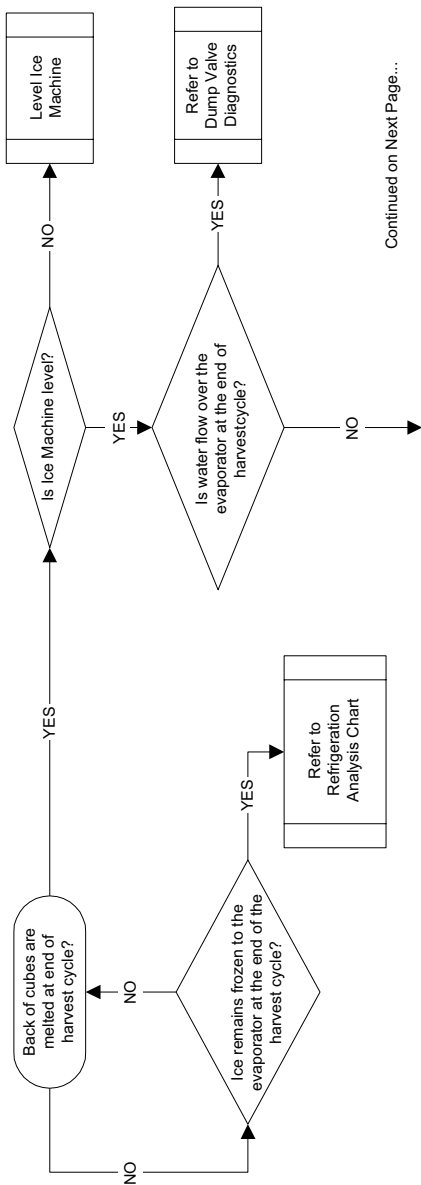 Back of cubes are
melted at end of
harvest cycle?
YES
NO
NO
Ice remains frozen to the
evaporator at the end of the
harvest cycle?
YES
Refer to
Refrigeration
Analysis Chart
Is Ice Machine level?
NO
Level Ice
Machine
YES
Is water flow over the
evaporator at the end of
harvestcycle?
YES
Refer to
Dump Valve
Diagnostics
NO
Continued on Next Page...